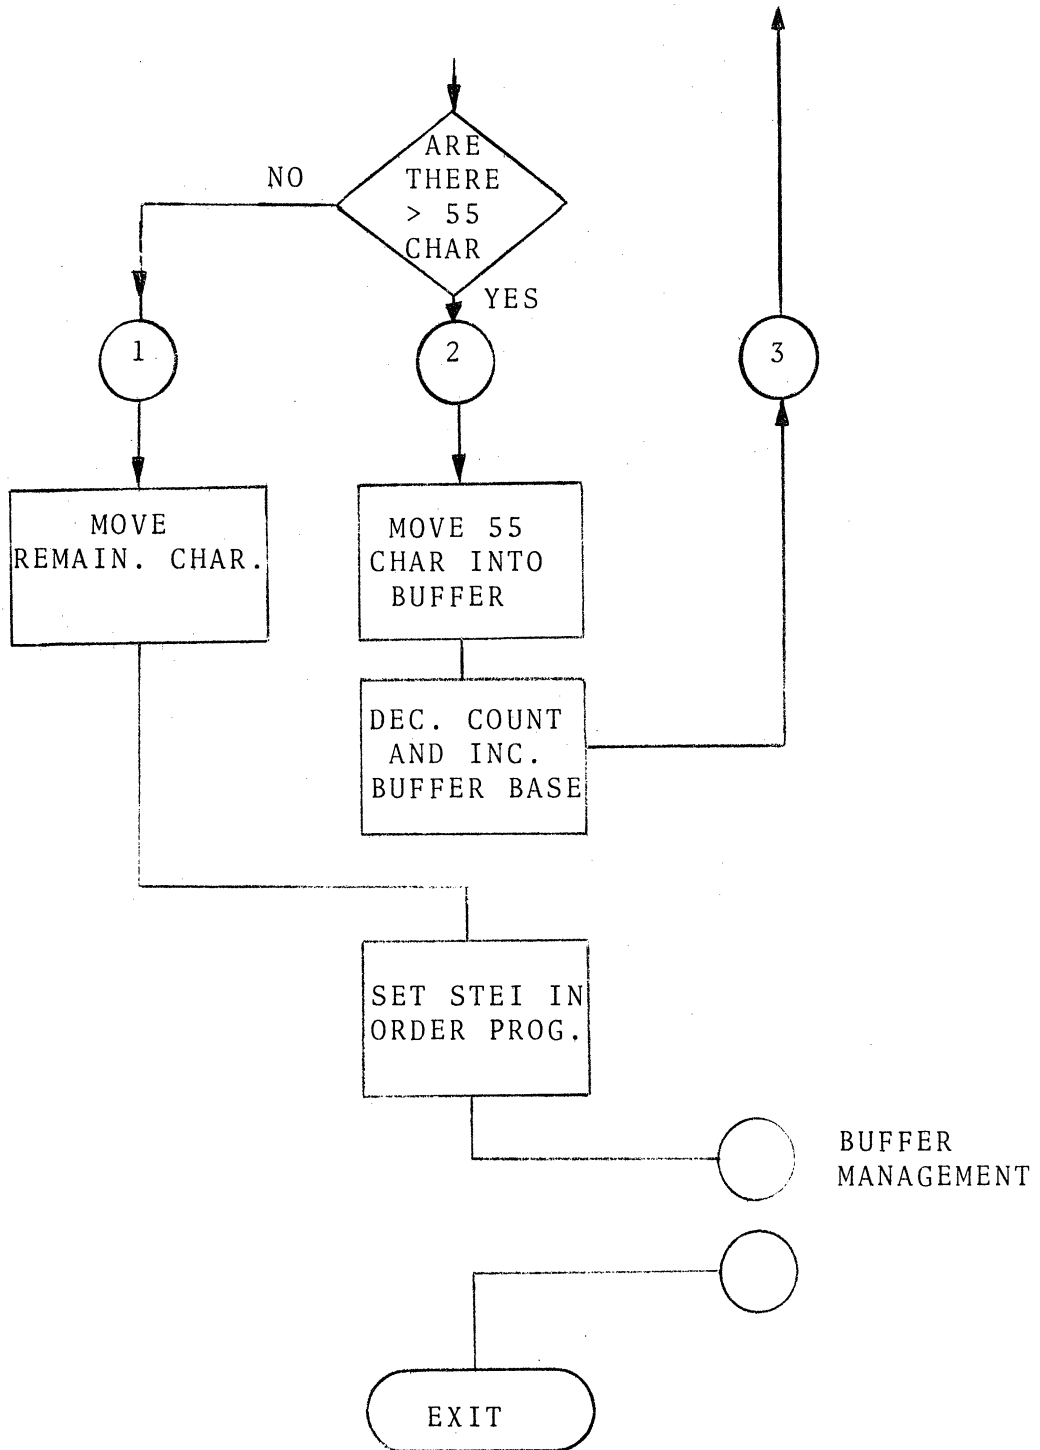 ARE
THERE
> 55
CHAR
NO
YES
1
2
3
MOVE
REMAIN. CHAR.
MOVE 55
CHAR INTO
BUFFER
DEC. COUNT
AND INC.
BUFFER BASE
SET STEI IN
ORDER PROG.
BUFFER
MANAGEMENT
EXIT